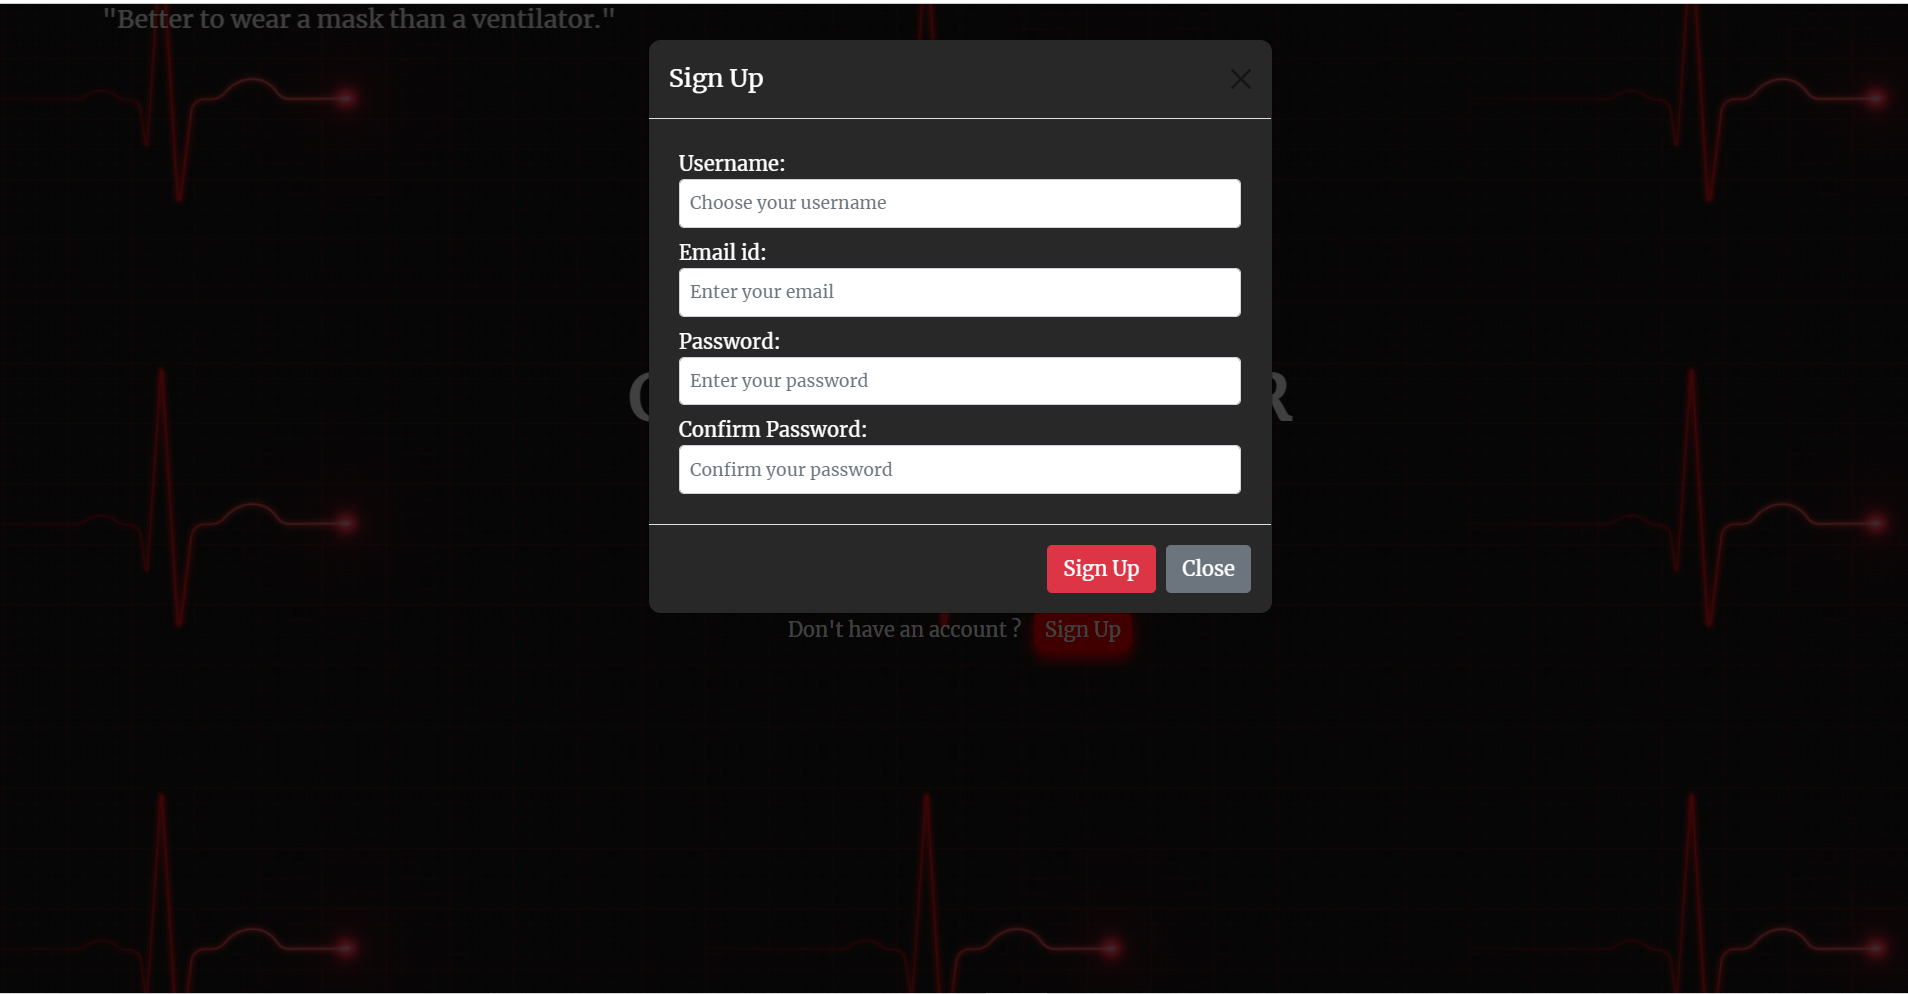 "Better to wear a mask than a ventilator."
Sign Up
Username:
Choose your username
Email id:
Enter your email
Password:
Enter your password
Confirm Password:
Confirm your password
Sign Up Close
Don't have an account ? Sign Up